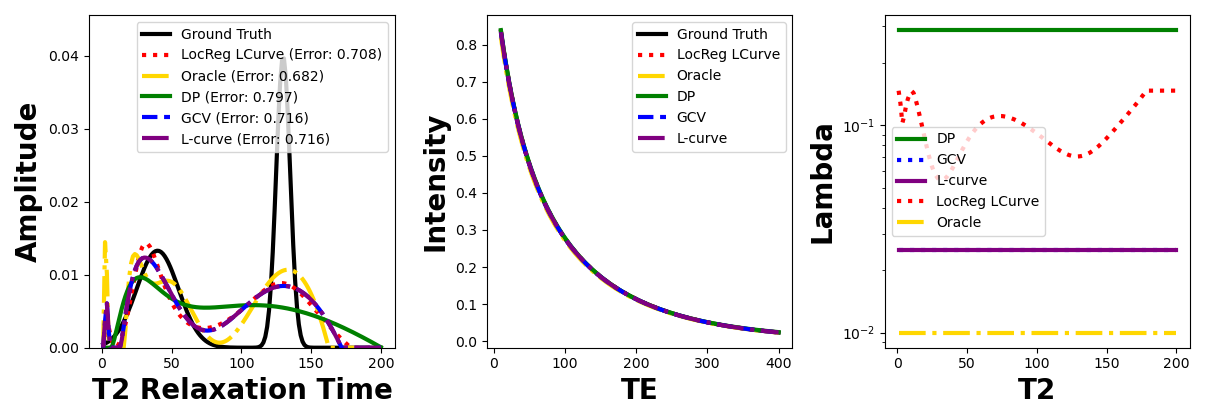 Amplitude
0.04
0.03
0.02
0.01
0.00
0
50
100
150
200
T2 Relaxation Time
Ground Truth
LocReg LCurve (Error: 0.708)
Oracle (Error: 0.682)
DP (Error: 0.797)
GCV (Error: 0.716)
L-curve (Error: 0.716)
Intensity
0.8
0.7
0.6
0.5
0.4
0.3
0.2
0.1
0.0
0
100
200
300
400
TE
Ground Truth
LocReg LCurve
Oracle
DP
GCV
L-curve
Lambda
10⁻¹
10⁻²
0
50
100
150
200
T2
DP
GCV
L-curve
LocReg LCurve
Oracle